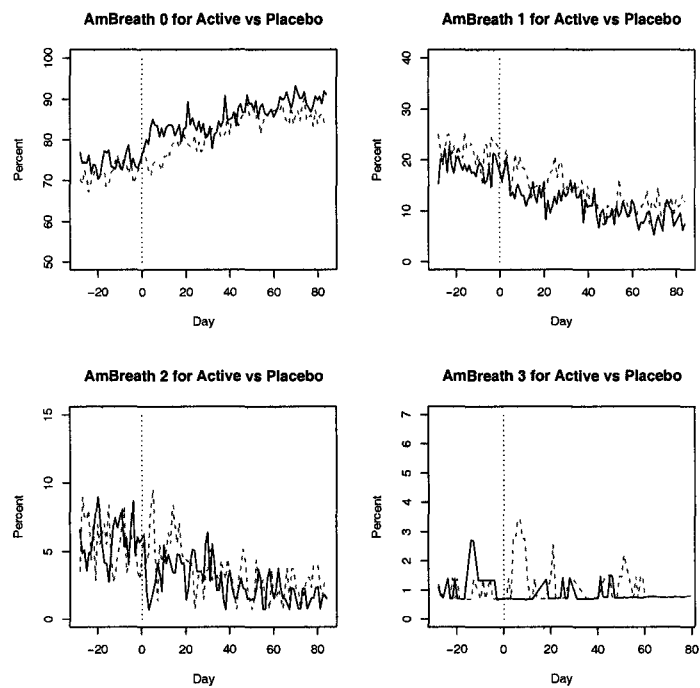 AmBreath 0 for Active vs Placebo
Percent
100
90
80
70
60
50
−20 0 20 40 60 80
Day
AmBreath 1 for Active vs Placebo
Percent
40
30
20
10
0
−20 0 20 40 60 80
Day
AmBreath 2 for Active vs Placebo
Percent
15
10
5
0
−20 0 20 40 60 80
Day
AmBreath 3 for Active vs Placebo
Percent
7
6
5
4
3
2
1
0
−20 0 20 40 60 80
Day